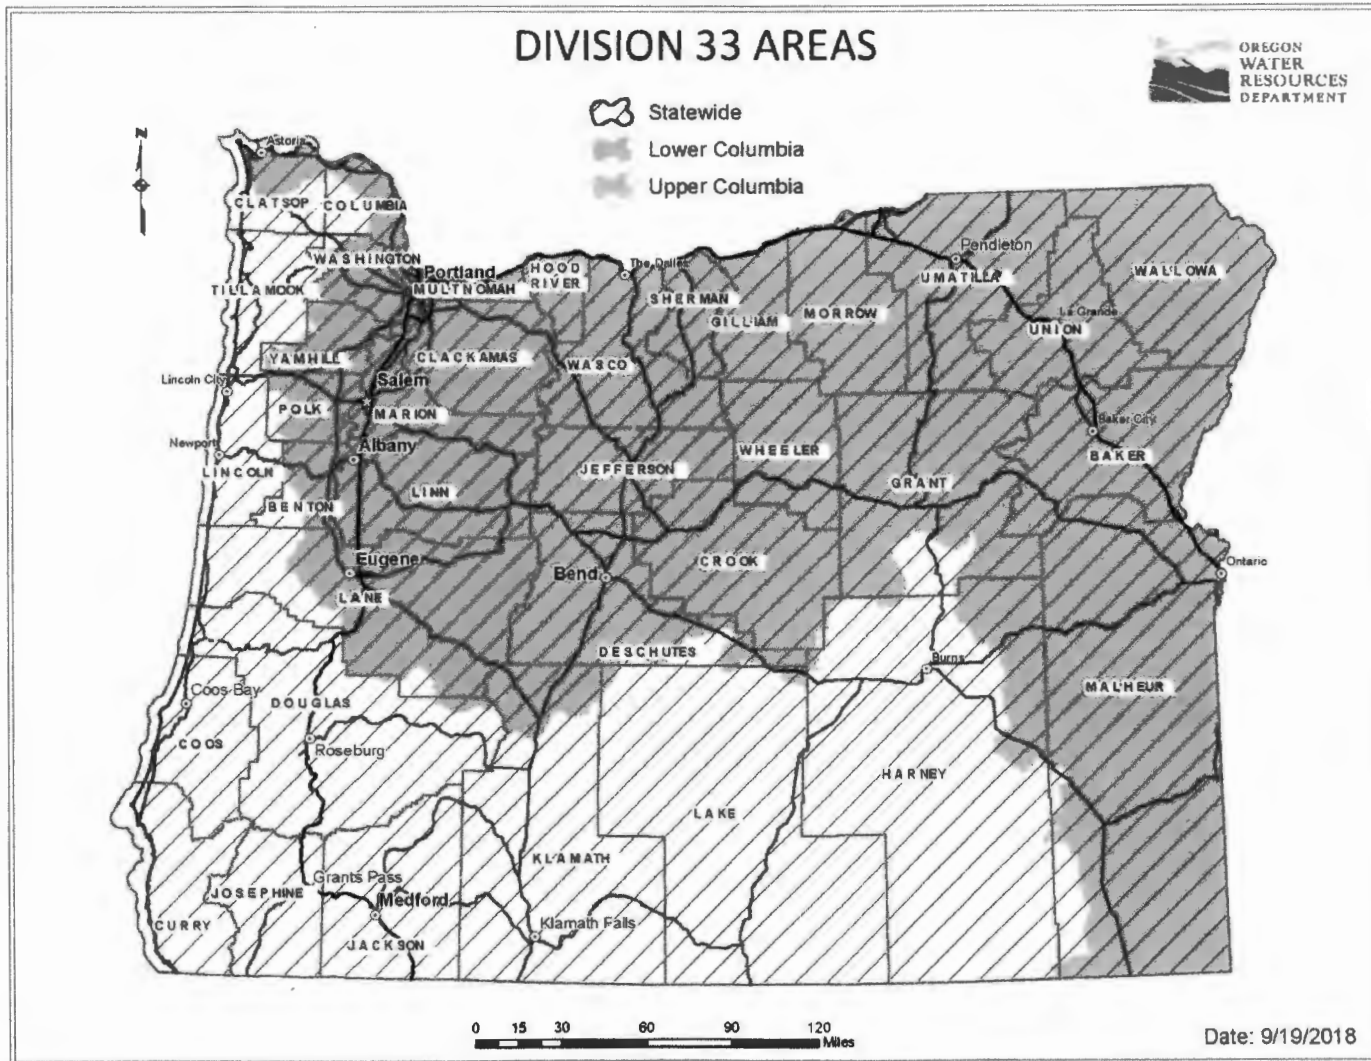 DIVISION 33 AREAS
OREGON
WATER
RESOURCES
DEPARTMENT
Statewide
Lower Columbia
Upper Columbia
N
Astoria
CLATSOP
COLUMBIA
WASHINGTON
Portland
MULTNOMAH
HOOD
RIVER
The Dalles
SHERMAN
GILLIAM
MORROW
Pendleton
UMATILLA
WALLOWA
La Grande
UNION
TILLAMOOK
YAMHILL
CLACKAMAS
WASCO
Lincoln City
Salem
POLK
MARION
Baker City
BAKER
Newport
LINCOLN
Albany
LINN
JEFFERSON
WHEELER
GRANT
BENTON
Eugene
LANE
Bend
CROOK
Ontario
DESCHUTES
Burns
MALHEUR
Coos Bay
DOUGLAS
COOS
Roseburg
HARNEY
LAKE
KLAMATH
Grants Pass
JOSEPHINE
Medford
Klamath Falls
CURRY
JACKSON
0 15 30 60 90 120
Miles
Date: 9/19/2018